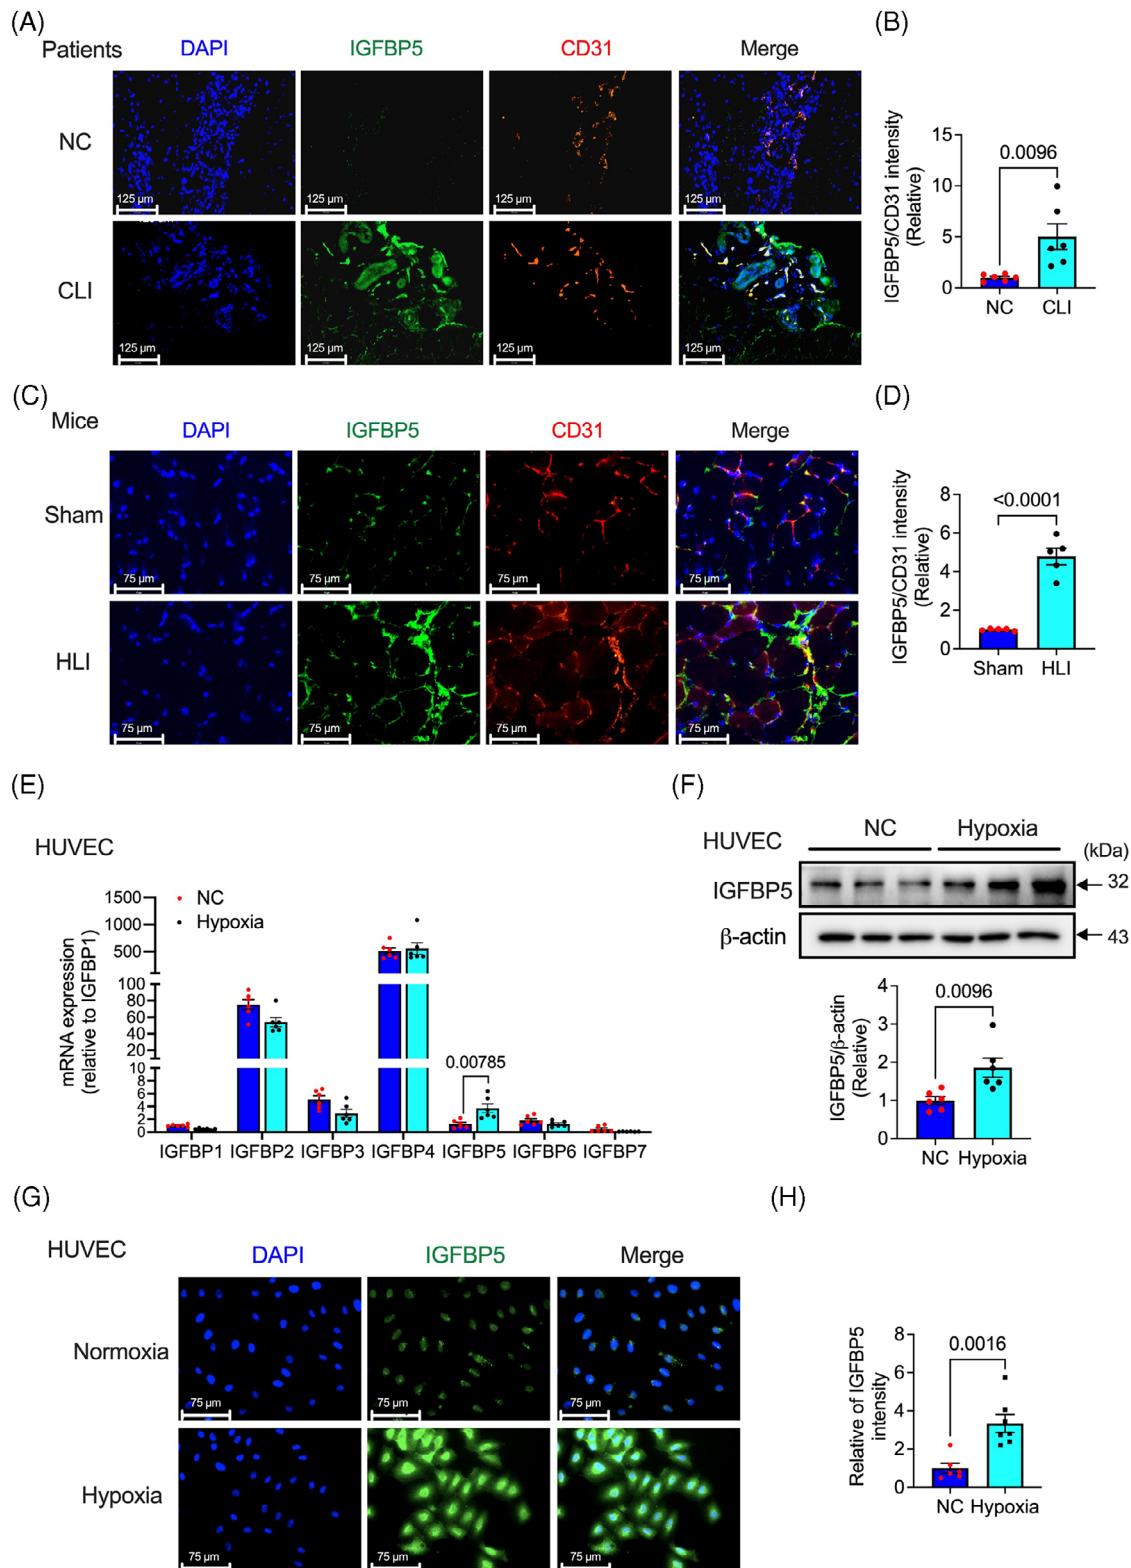 (A)
Patients DAPI IGFBP5 CD31 Merge
NC
125 µm 125 µm 125 µm 125 µm
CLI
125 µm 125 µm 125 µm 125 µm
(B)
IGFBP5/CD31 intensity
(Relative)
15
10
5
0
0.0096
NC CLI
(C)
Mice DAPI IGFBP5 CD31 Merge
Sham
75 µm 75 µm 75 µm 75 µm
HLI
75 µm 75 µm 75 µm 75 µm
(D)
IGFBP5/CD31 intensity
(Relative)
8
6
4
2
0
<0.0001
Sham HLI
(E)
HUVEC
mRNA expression
(relative to IGFBP1)
1500
1000
500
100
80
60
40
20
10
8
6
4
2
0
NC
Hypoxia
0.00785
IGFBP1 IGFBP2 IGFBP3 IGFBP4 IGFBP5 IGFBP6 IGFBP7
(F)
HUVEC NC Hypoxia (kDa)
IGFBP5 32
β-actin 43
IGFBP5/β-actin
(Relative)
4
3
2
1
0
0.0096
NC Hypoxia
(G)
HUVEC DAPI IGFBP5 Merge
Normoxia
75 µm 75 µm 75 µm
Hypoxia
75 µm 75 µm 75 µm
(H)
Relative of IGFBP5
intensity
8
6
4
2
0
0.0016
NC Hypoxia